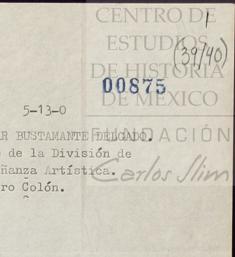 1
CENTRO DE
ESTUDIOS
(39/40)
DE HISTORIA
00875
DE MÉXICO
5-13-0
FUNDACIÓN
AR BUSTAMANTE DELGADO.
de la División de
ñanza Artística.
Carlos Slim
ro Colón.